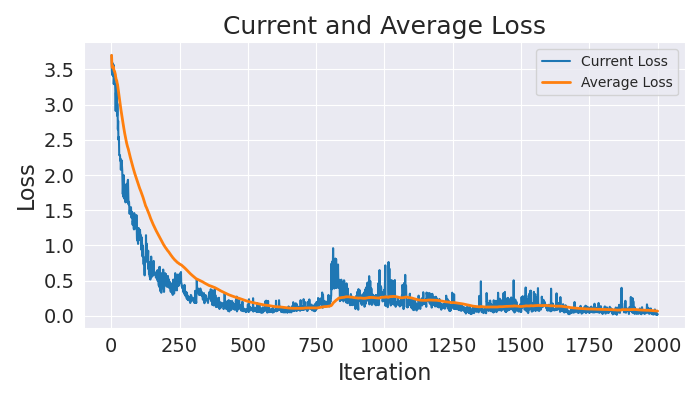 Current and Average Loss
Current Loss
Average Loss
Loss
3.5
3.0
2.5
2.0
1.5
1.0
0.5
0.0
0 250 500 750 1000 1250 1500 1750 2000
Iteration